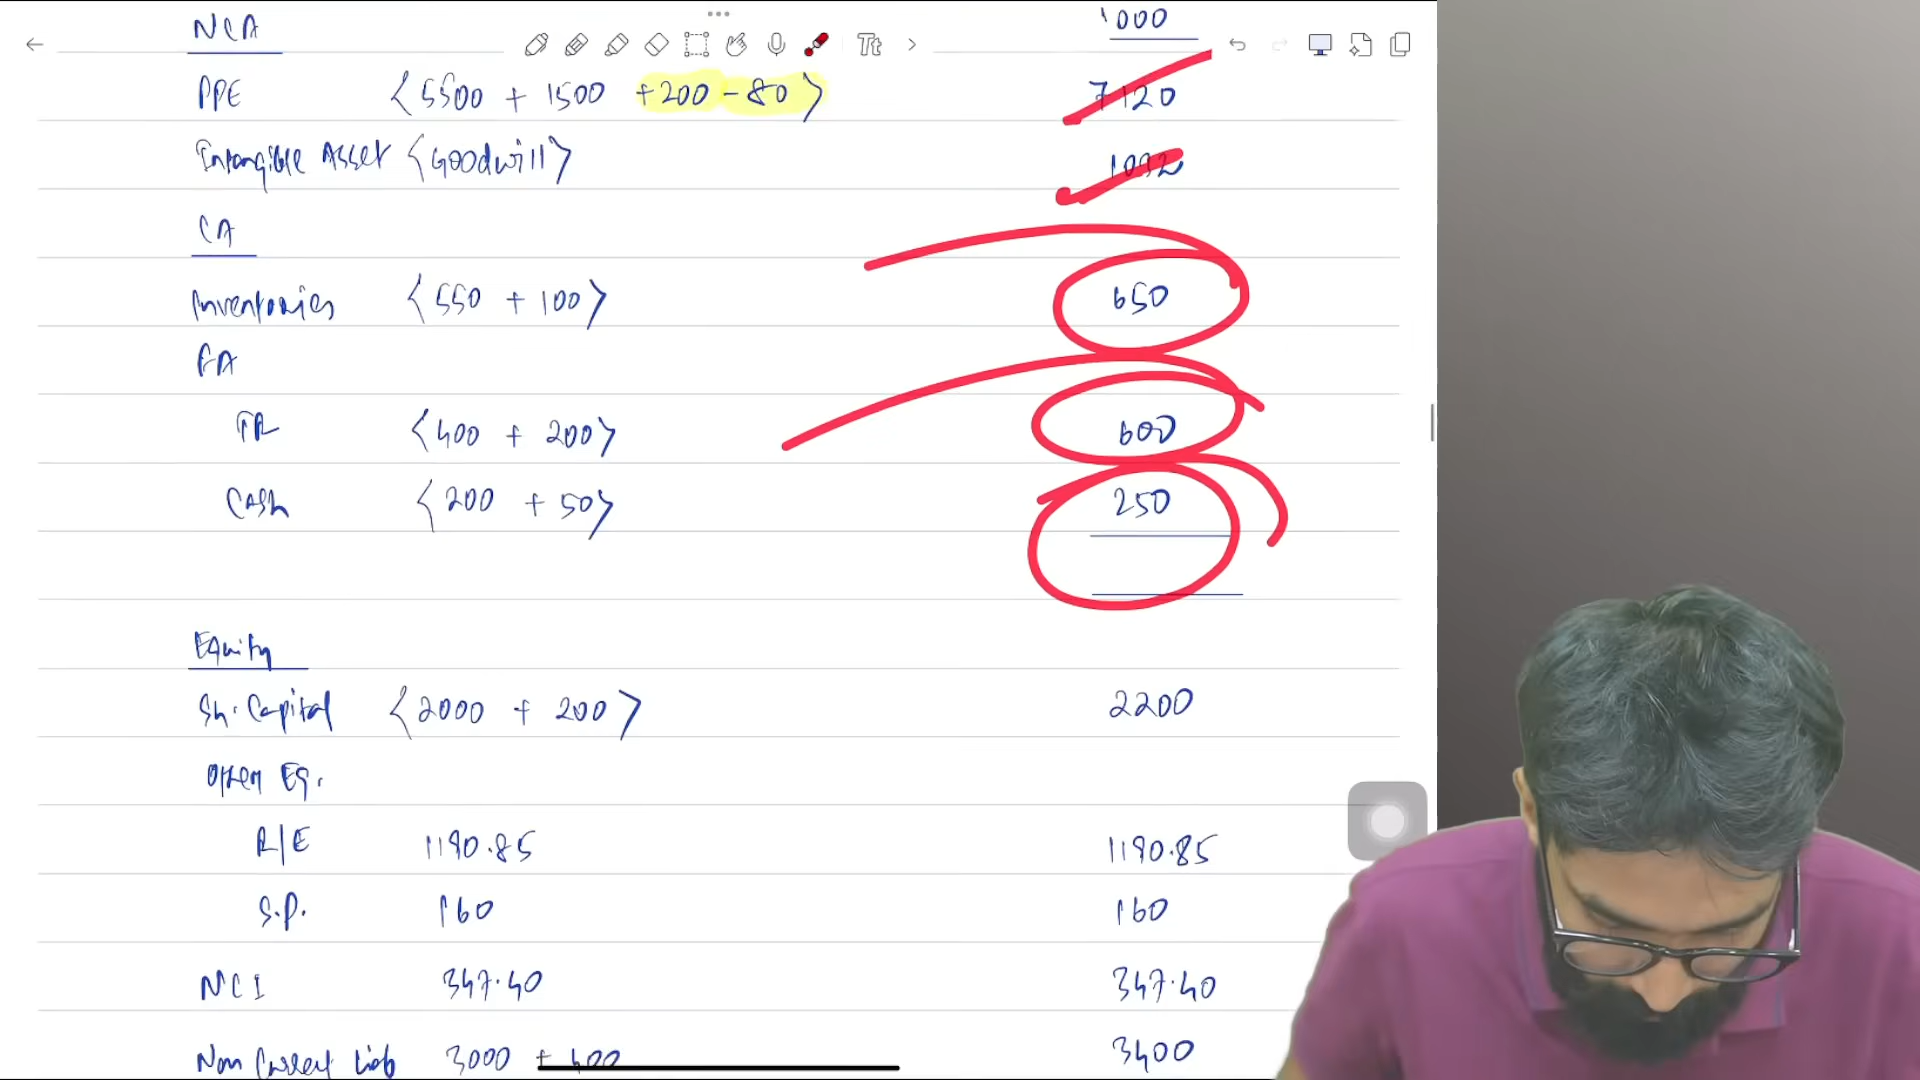 NCA '000
Tt
PPE <5500 + 1500 +200 - 80> 7120
Intangible Asset <Goodwill> 1092
CA
Inventories <550 + 100> 650
FA
TR <400 + 200> 600
Cash <200 + 50> 250
Equity
Sh. Capital <2000 + 200> 2200
Other Eq.
R/E 1190.85 1190.85
S.P. 160 160
NCI 347.40 347.40
Non Current Liab 3000 + 400 3400